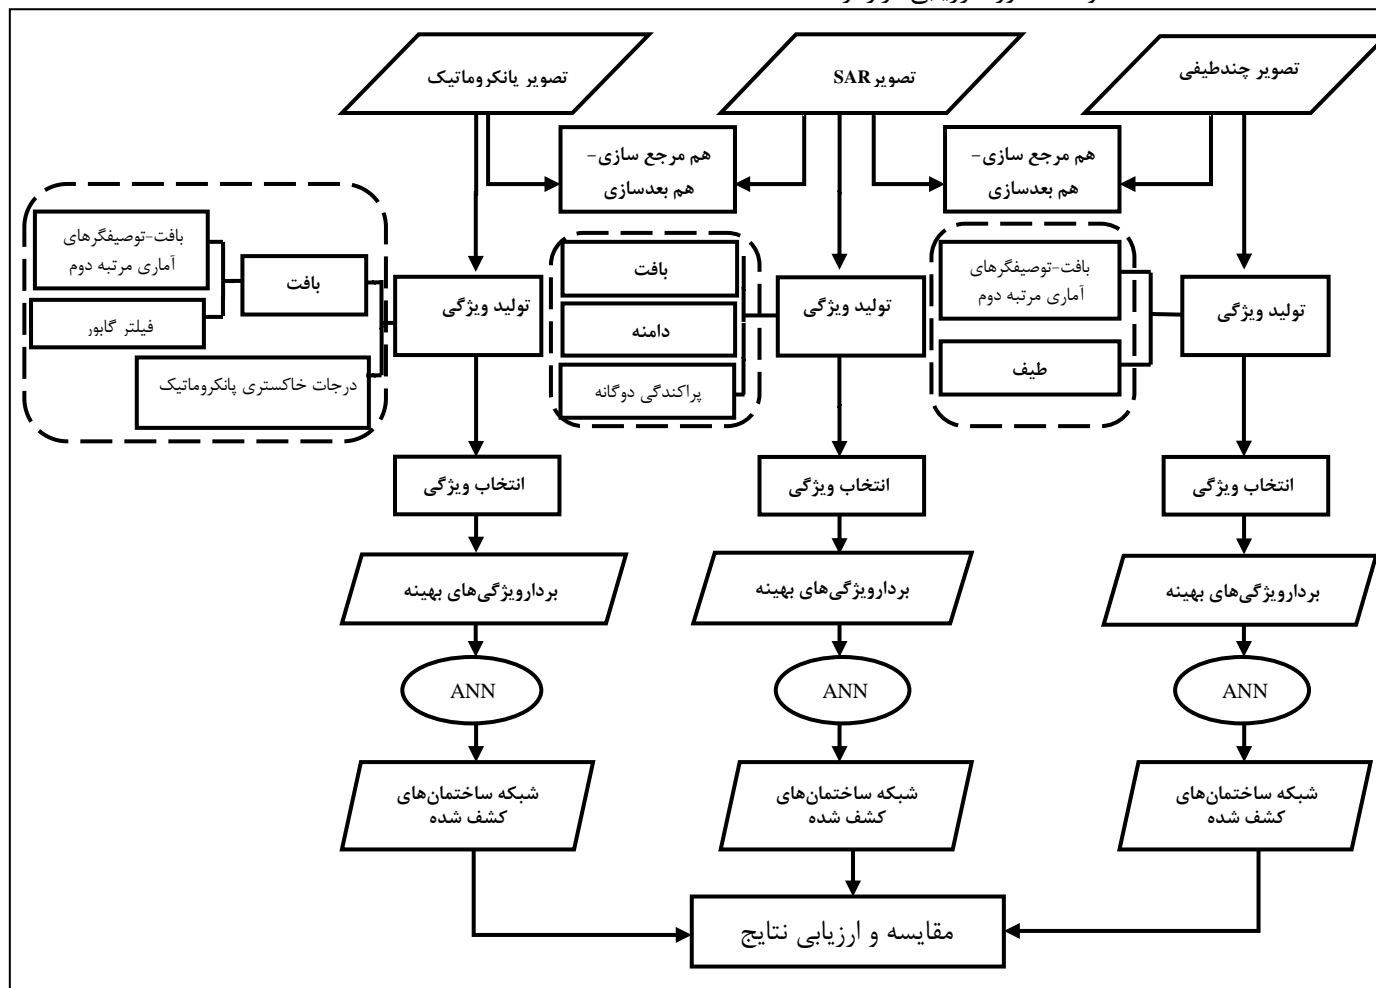 تصویر پانکروماتیک
تصویر SAR
تصویر چندطیفی
هم مرجع سازی-
هم بعدسازی
هم مرجع سازی-
هم بعدسازی
بافت-توصیفگرهای
آماری مرتبه دوم
فیلتر گابور
بافت
درجات خاکستری پانکروماتیک
تولید ویژگی
بافت
دامنه
پراکندگی دوگانه
تولید ویژگی
بافت-توصیفگرهای
آماری مرتبه دوم
طیف
تولید ویژگی
انتخاب ویژگی
انتخاب ویژگی
انتخاب ویژگی
بردارویژگی‌های بهینه
بردارویژگی‌های بهینه
بردارویژگی‌های بهینه
ANN
ANN
ANN
شبکه ساختمان‌های
کشف شده
شبکه ساختمان‌های
کشف شده
شبکه ساختمان‌های
کشف شده
مقایسه و ارزیابی نتایج